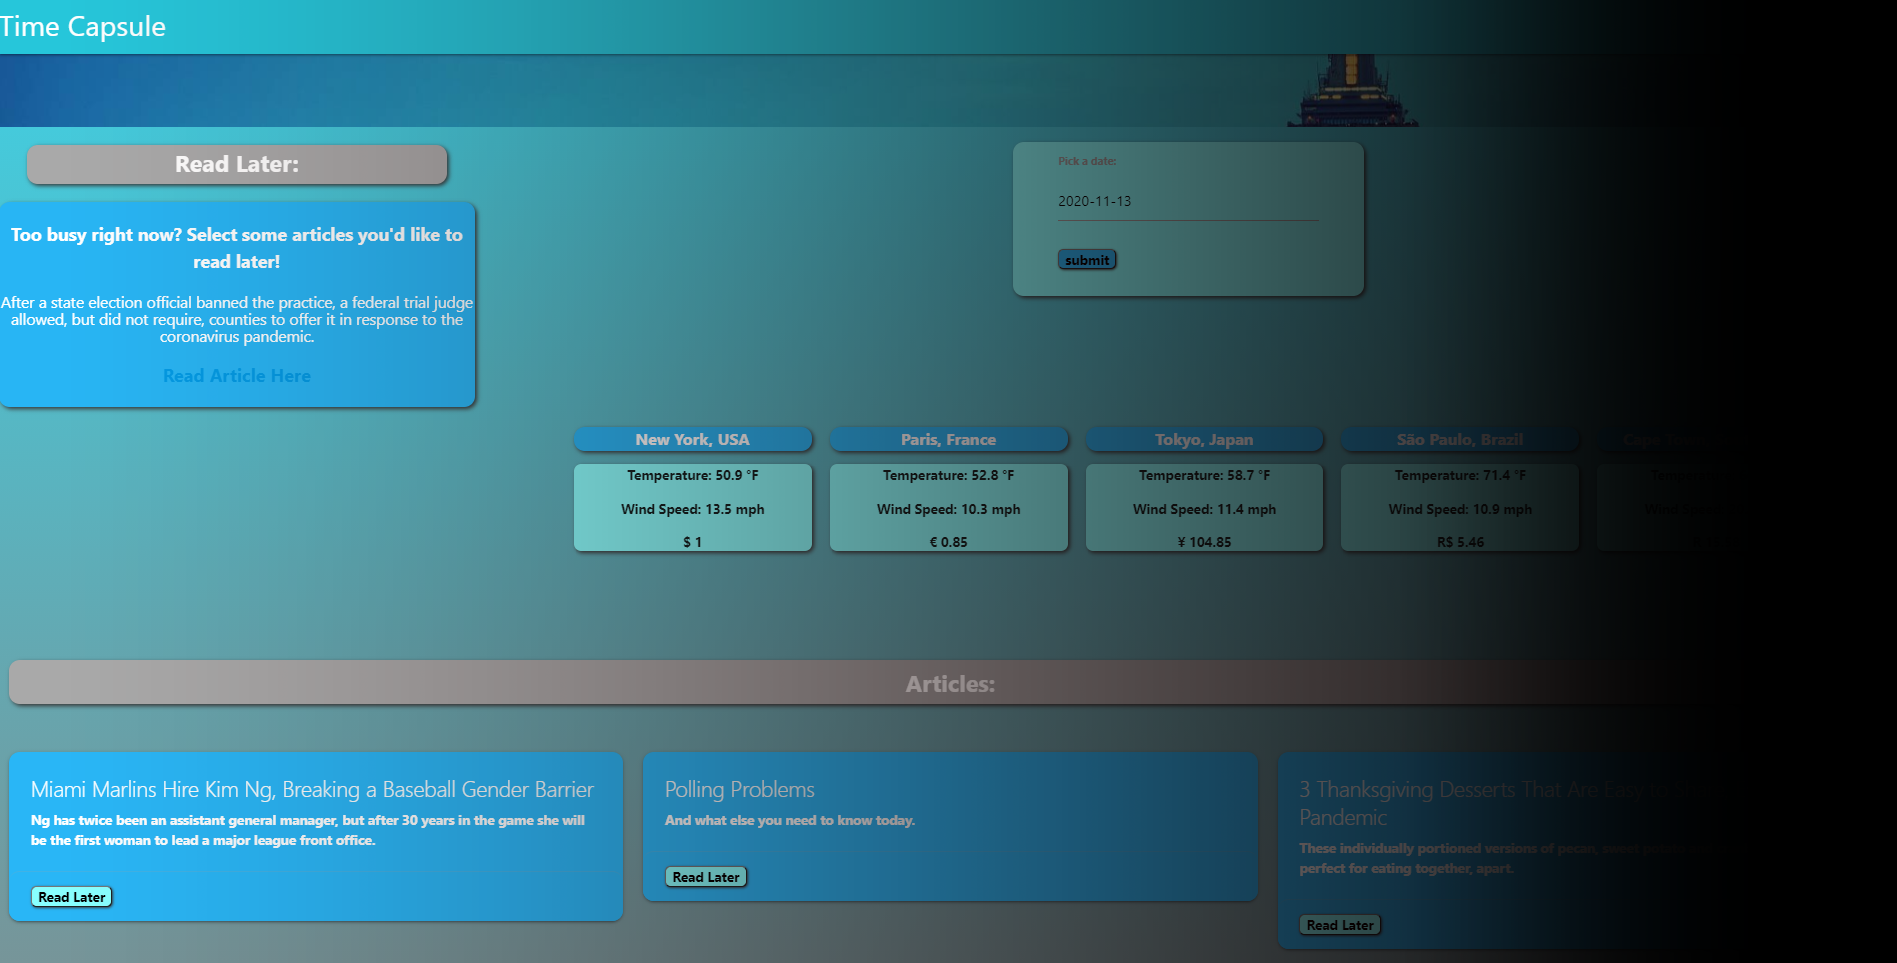 Time Capsule
Read Later:
Too busy right now? Select some articles you'd like to
read later!
After a state election official banned the practice, a federal trial judge
allowed, but did not require, counties to offer it in response to the
coronavirus pandemic.
Read Article Here
Pick a date:
2020-11-13
submit
New York, USA
Temperature: 50.9 °F
Wind Speed: 13.5 mph
$ 1
Paris, France
Temperature: 52.8 °F
Wind Speed: 10.3 mph
€ 0.85
Tokyo, Japan
Temperature: 58.7 °F
Wind Speed: 11.4 mph
¥ 104.85
São Paulo, Brazil
Temperature: 71.4 °F
Wind Speed: 10.9 mph
R$ 5.46
Cape
Wind Speed
Articles:
Miami Marlins Hire Kim Ng, Breaking a Baseball Gender Barrier
Ng has twice been an assistant general manager, but after 30 years in the game she will
be the first woman to lead a major league front office.
Read Later
Polling Problems
And what else you need to know today.
Read Later
3 Thanksgiving Desserts That Are Easy
Pandemic
These individually portioned versions of pecan, sweet
perfect for eating together, apart.
Read Later